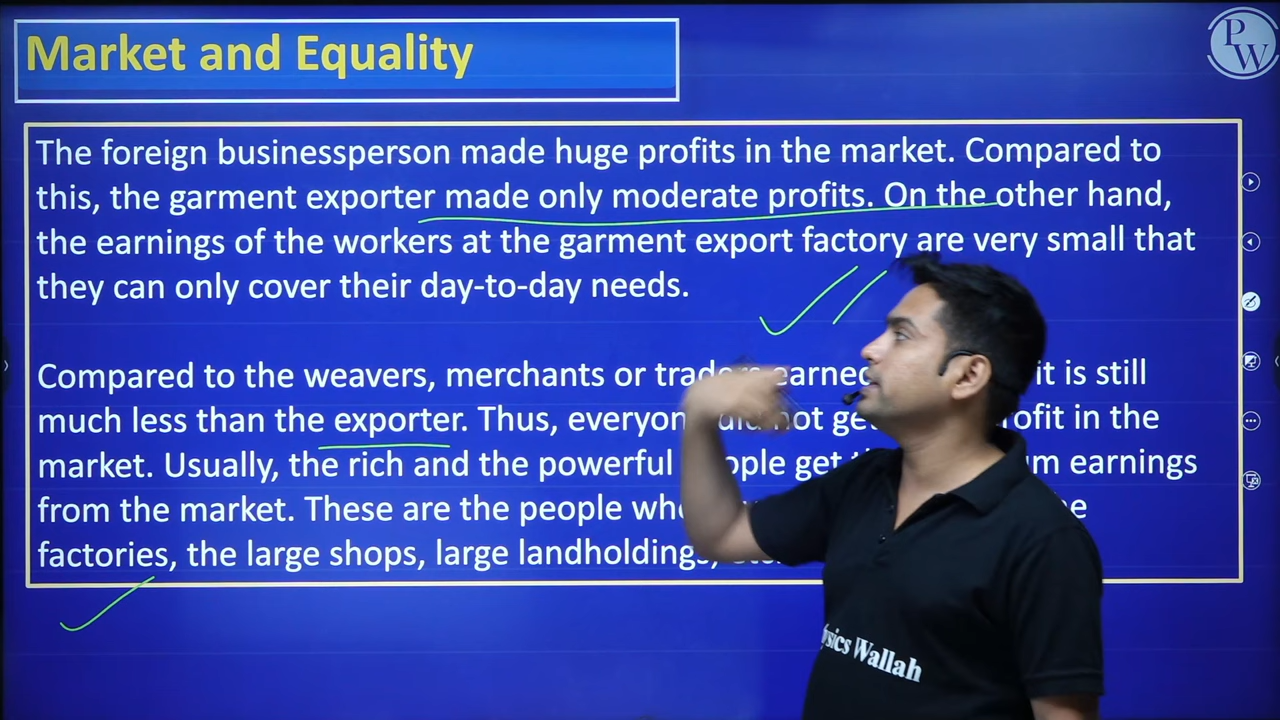 Market and Equality
PW
The foreign businessperson made huge profits in the market. Compared to
this, the garment exporter made only moderate profits. On the other hand,
the earnings of the workers at the garment export factory are very small that
they can only cover their day-to-day needs.
Compared to the weavers, merchants or traders earned it is still
much less than the exporter. Thus, everyone did not get profit in the
market. Usually, the rich and the powerful people get earnings
from the market. These are the people who
factories, the large shops, large landholdings, etc.
Wallah